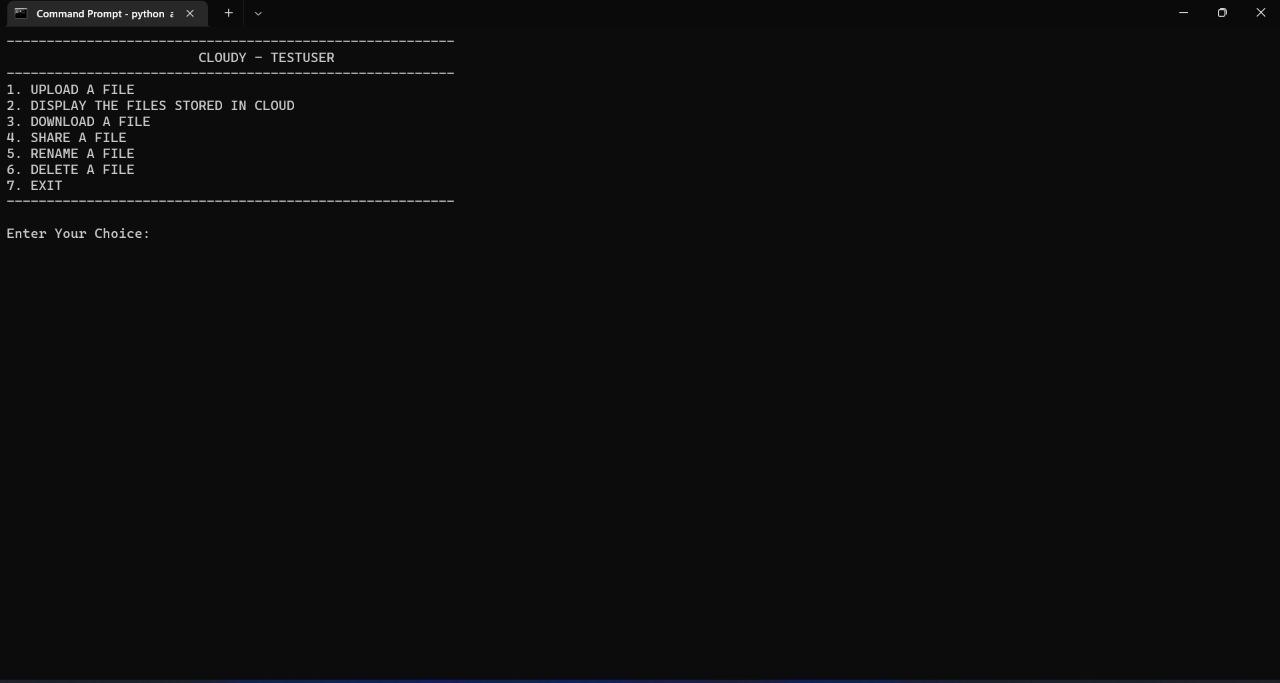 Command Prompt - python a
--------------------------------------------------------
CLOUDY - TESTUSER
--------------------------------------------------------
1. UPLOAD A FILE
2. DISPLAY THE FILES STORED IN CLOUD
3. DOWNLOAD A FILE
4. SHARE A FILE
5. RENAME A FILE
6. DELETE A FILE
7. EXIT
--------------------------------------------------------
Enter Your Choice: